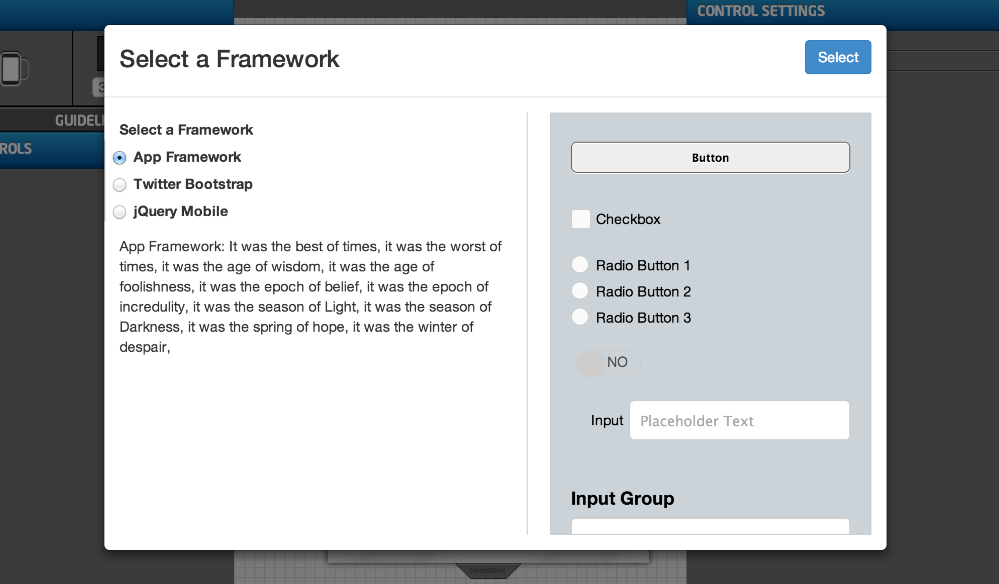 CONTROL SETTINGS
Select a Framework
Select
3
GUIDELI
ROLS
Select a Framework
App Framework
Twitter Bootstrap
jQuery Mobile
App Framework: It was the best of times, it was the worst of
times, it was the age of wisdom, it was the age of
foolishness, it was the epoch of belief, it was the epoch of
incredulity, it was the season of Light, it was the season of
Darkness, it was the spring of hope, it was the winter of
despair,
Button
Checkbox
Radio Button 1
Radio Button 2
Radio Button 3
NO
Input Placeholder Text
Input Group